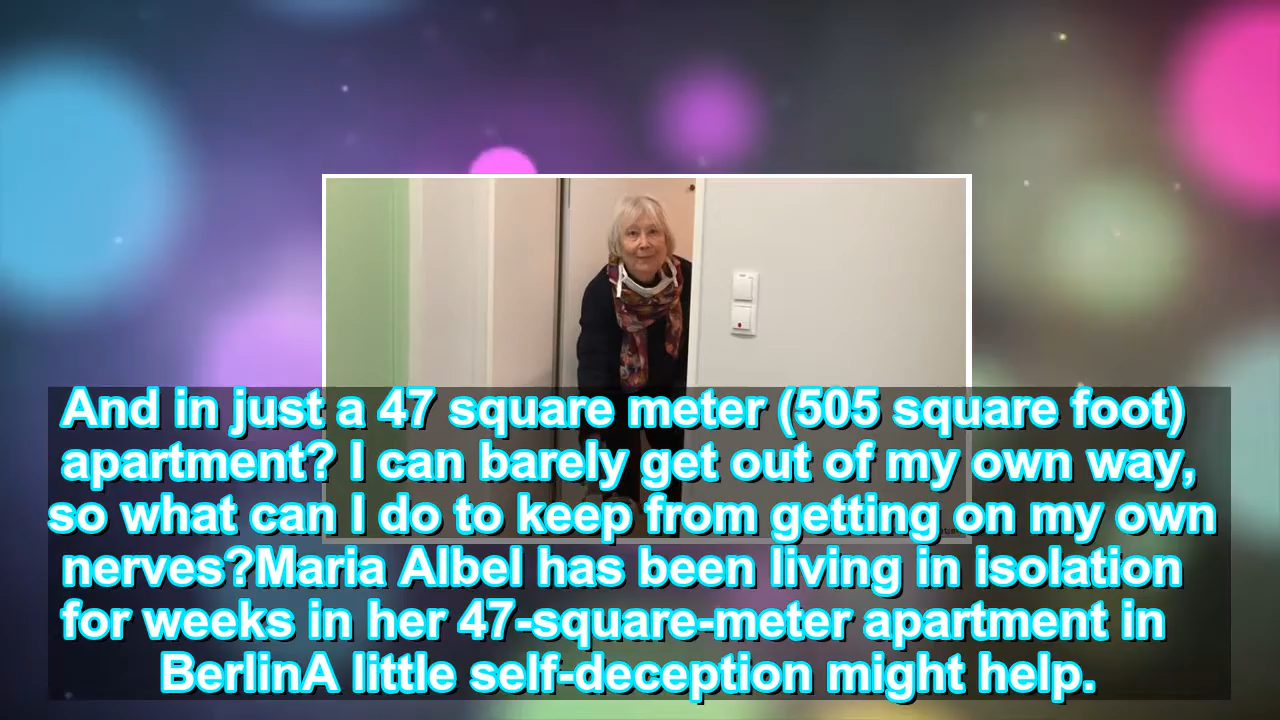 And in just a 47 square meter (505 square foot)
apartment? I can barely get out of my own way,
so what can I do to keep from getting on my own
nerves?Maria Albel has been living in isolation
for weeks in her 47-square-meter apartment in
BerlinA little self-deception might help.